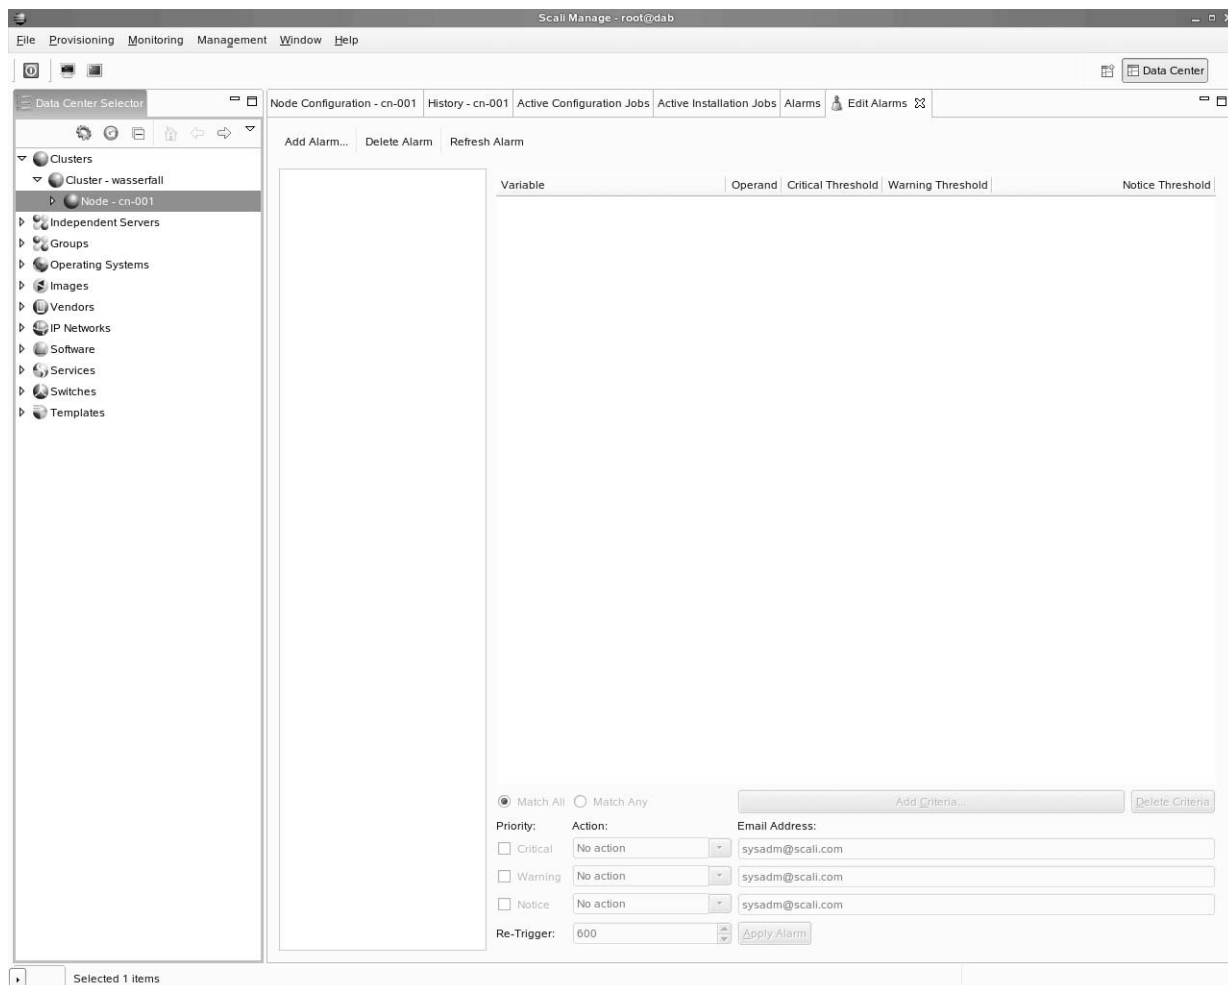 Scali Manage - root@dab
File Provisioning Monitoring Management Window Help
Data Center
Data Center Selector
Node Configuration - cn-001 History - cn-001 Active Configuration Jobs Active Installation Jobs Alarms Edit Alarms
Add Alarm... Delete Alarm Refresh Alarm
Clusters
Cluster - wasserfall
Node - cn-001
Independent Servers
Groups
Operating Systems
Images
Vendors
IP Networks
Software
Services
Switches
Templates
Variable Operand Critical Threshold Warning Threshold Notice Threshold
Match All Match Any Add Criteria... Delete Criteria
Priority: Action: Email Address:
Critical No action sysadm@scali.com
Warning No action sysadm@scali.com
Notice No action sysadm@scali.com
Re-Trigger: 600 Apply Alarm
Selected 1 items